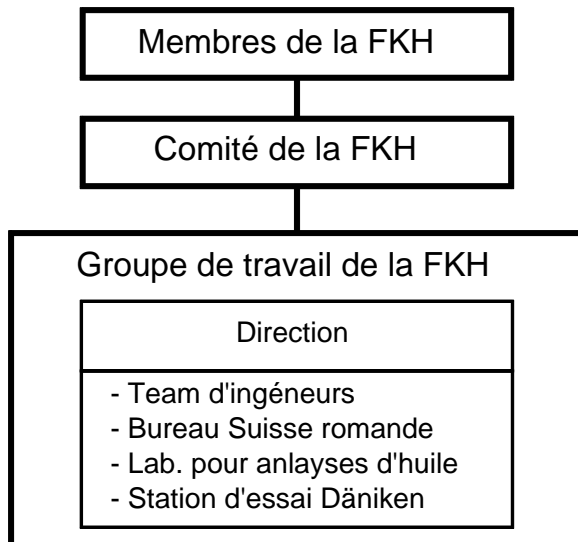 Membres de la FKH
Comité de la FKH
Groupe de travail de la FKH
Direction
- Team d'ingéneurs
- Bureau Suisse romande
- Lab. pour anlayses d'huile
- Station d'essai Däniken